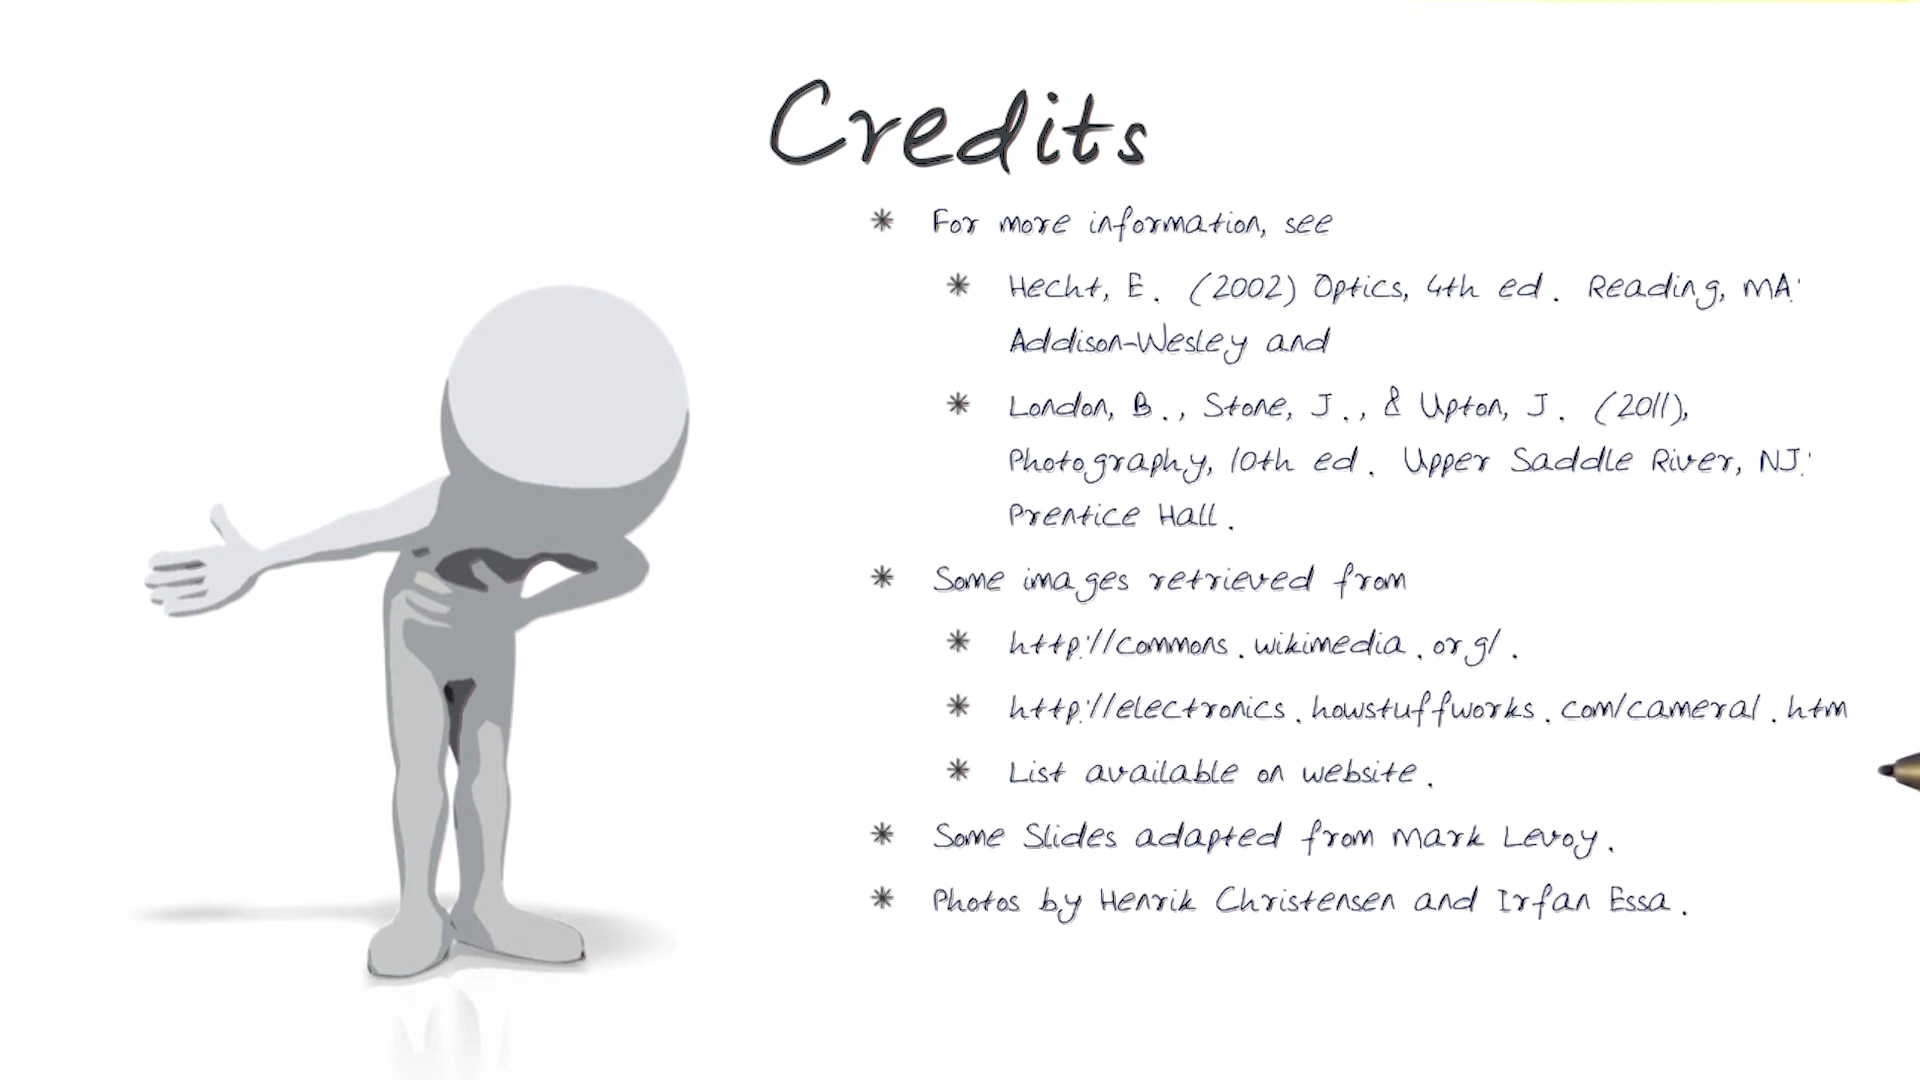 Credits
* For more information, see
* Hecht, E. (2002) Optics, 4th ed. Reading, MA:
Addison-Wesley and
* London, B., Stone, J., & Upton, J. (2011),
Photography, 10th ed. Upper Saddle River, NJ:
Prentice Hall.
* Some images retrieved from
* http://commons.wikimedia.org/.
* http://electronics.howstuffworks.com/camera1.htm
* List available on website.
* Some Slides adapted from Mark Levoy.
* Photos by Henrik Christensen and Irfan Essa.